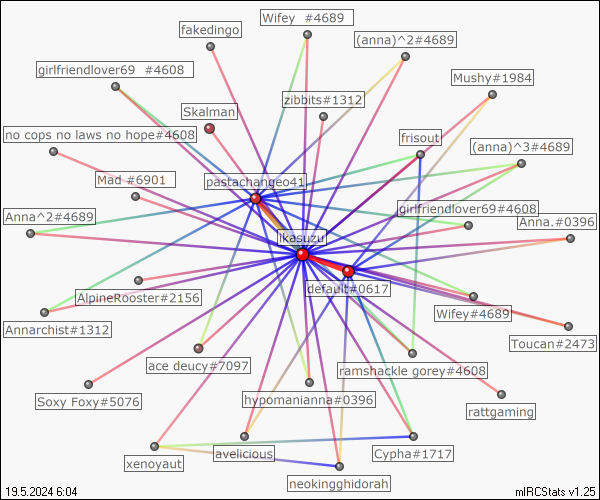 Wifey #4689
fakedingo
(anna)^2#4689
girlfriendlover69 #4608
Mushy#1984
zibbits#1312
Skalman
no cops no laws no hope#4608
frisout
(anna)^3#4689
Mad #6901
pastachangeo41
Anna^2#4689
girlfriendlover69#4608
Anna.#0396
Ikasuzu
default#0617
AlpineRooster#2156
Wifey#4689
Annarchist#1312
Toucan#2473
ace deucy#7097
ramshackle gorey#4608
Soxy Foxy#5076
hypomanianna#0396
rattgaming
avelicious
Cypha#1717
xenoyaut
neokingghidorah
19.5.2024 6:04
mIRCStats v1.25